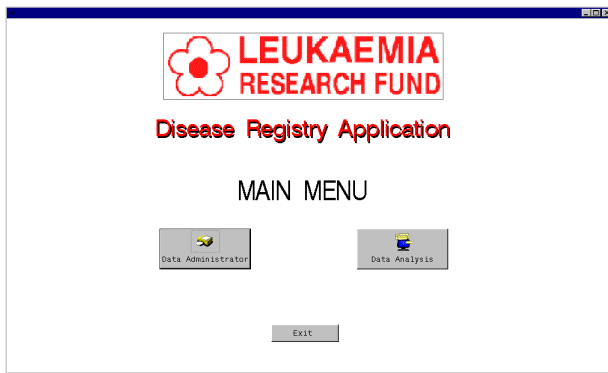 LEUKAEMIA
RESEARCH FUND
Disease Registry Application
MAIN MENU
Data Administrator
Data Analysis
Exit